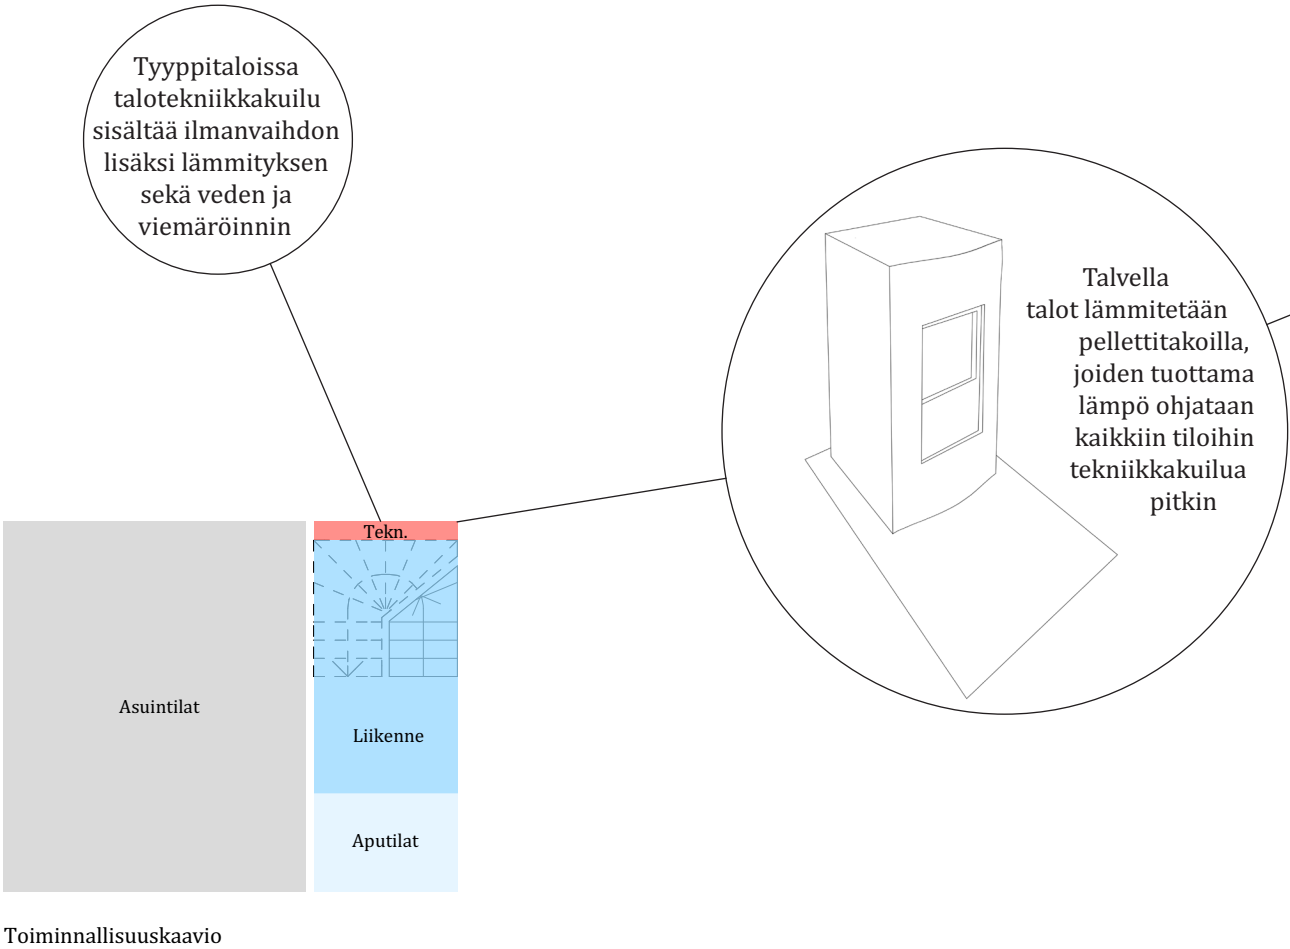 Tyyppitaloissa
talotekniikkakuilu
sisältää ilmanvaihdon
lisäksi lämmityksen
sekä veden ja
viemäröinnin
Talvella
talot lämmitetään
pellettitakoilla,
joiden tuottama
lämpö ohjataan
kaikkiin tiloihin
tekniikkakuilua
pitkin
Tekn.
Asuintilat
Liikenne
Aputilat
Toiminnallisuuskaavio